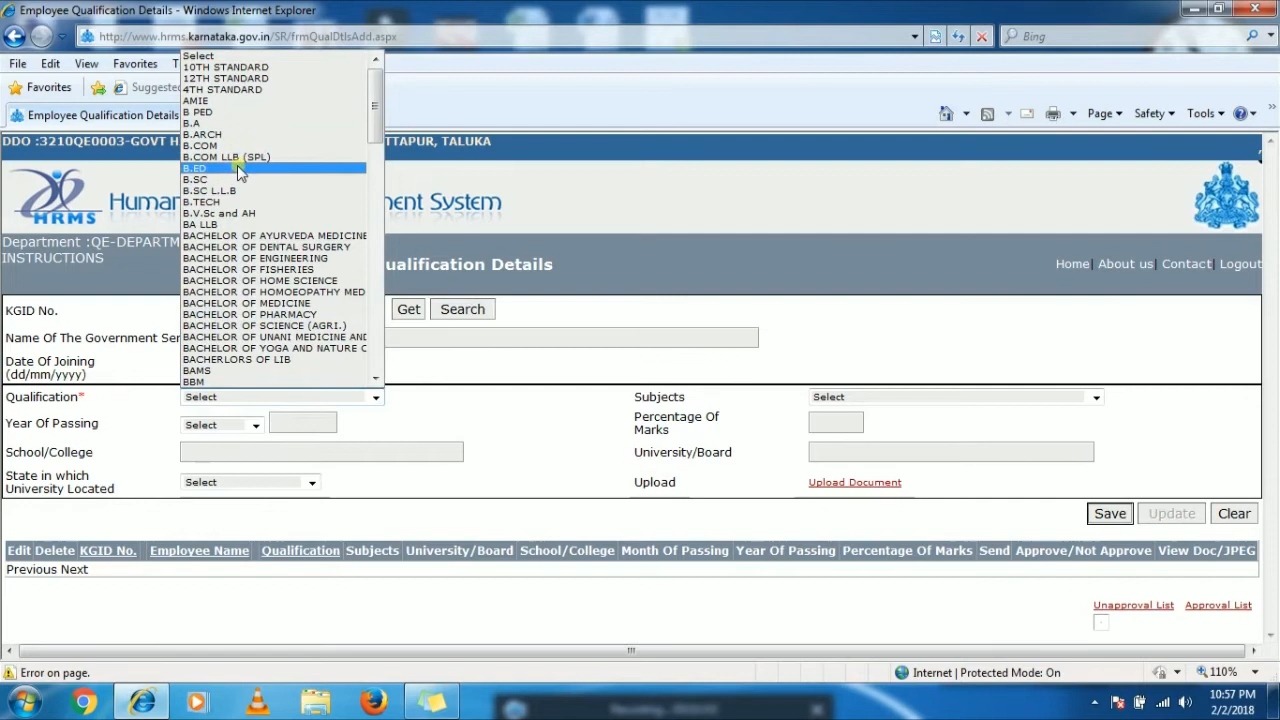 Employee Qualification Details - Windows Internet Explorer
http://www.hrms.karnataka.gov.in/SR/frmQualDtlsAdd.aspx
Bing
File Edit View Favorites T
Favorites Suggested
Employee Qualification Details
Page Safety Tools
DDO :3210QE0003-GOVT H TTAPUR, TALUKA
HRMS
Human ent System
Department :QE-DEPARTM
INSTRUCTIONS
ualification Details
Home| About us| Contact| Logout
Select
10TH STANDARD
12TH STANDARD
4TH STANDARD
AMIE
B PED
B.A
B.ARCH
B.COM
B.COM LLB (SPL)
B.ED
B.SC
B.SC L.L.B
B.TECH
B.V.Sc and AH
BA LLB
BACHELOR OF AYURVEDA MEDICINE
BACHELOR OF DENTAL SURGERY
BACHELOR OF ENGINEERING
BACHELOR OF FISHERIES
BACHELOR OF HOME SCIENCE
BACHELOR OF HOMOEOPATHY MED
BACHELOR OF MEDICINE
BACHELOR OF PHARMACY
BACHELOR OF SCIENCE (AGRI.)
BACHELOR OF UNANI MEDICINE AND
BACHELOR OF YOGA AND NATURE C
BACHERLORS OF LIB
BAMS
BBM
KGID No. Get Search
Name Of The Government Ser
Date Of Joining
(dd/mm/yyyy)
Qualification* Select Subjects Select
Year Of Passing Select Percentage Of
Marks
School/College University/Board
State in which
University Located Select Upload Upload Document
Save Update Clear
Edit Delete KGID No. Employee Name Qualification Subjects University/Board School/College Month Of Passing Year Of Passing Percentage Of Marks Send Approve/Not Approve View Doc/JPEG
Previous Next
Unapproval List Approval List
Error on page. Internet | Protected Mode: On 110%
10:57 PM
2/2/2018